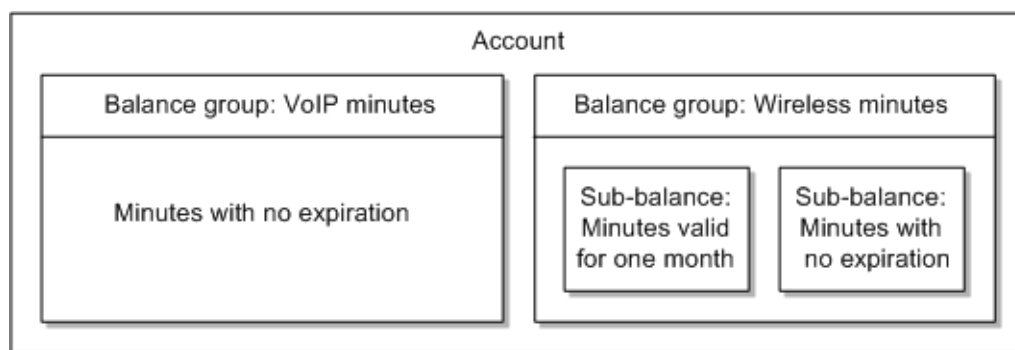 Account
Balance group: VoIP minutes
Minutes with no expiration
Balance group: Wireless minutes
Sub-balance:
Minutes valid
for one month
Sub-balance:
Minutes with
no expiration